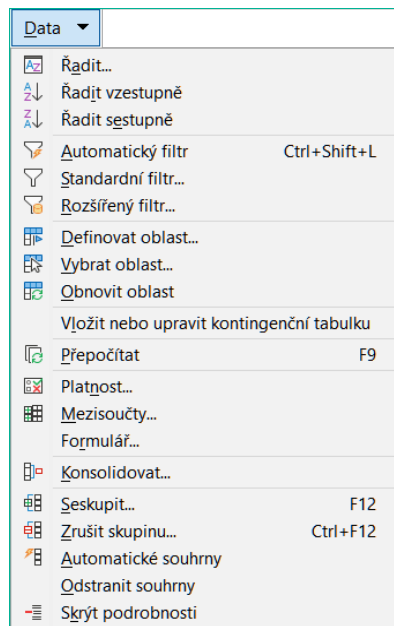 Data
Řadit...
Řadit vzestupně
Řadit sestupně
Automatický filtr Ctrl+Shift+L
Standardní filtr...
Rozšířený filtr...
Definovat oblast...
Vybrat oblast...
Obnovit oblast
Vložit nebo upravit kontingenční tabulku
Přepočítat F9
Platnost...
Mezisoučty...
Formulář...
Konsolidovat...
Seskupit... F12
Zrušit skupinu... Ctrl+F12
Automatické souhrny
Odstranit souhrny
Skrýt podrobnosti